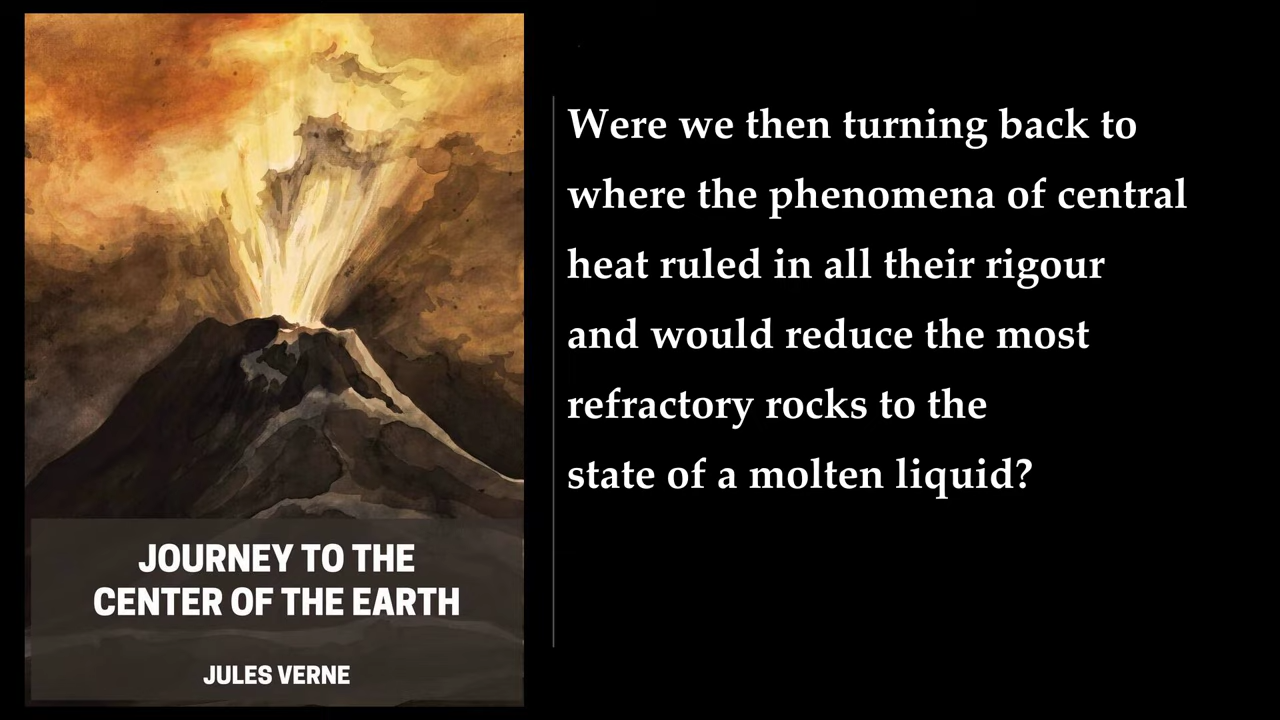 JOURNEY TO THE
CENTER OF THE EARTH
JULES VERNE
Were we then turning back to
where the phenomena of central
heat ruled in all their rigour
and would reduce the most
refractory rocks to the
state of a molten liquid?